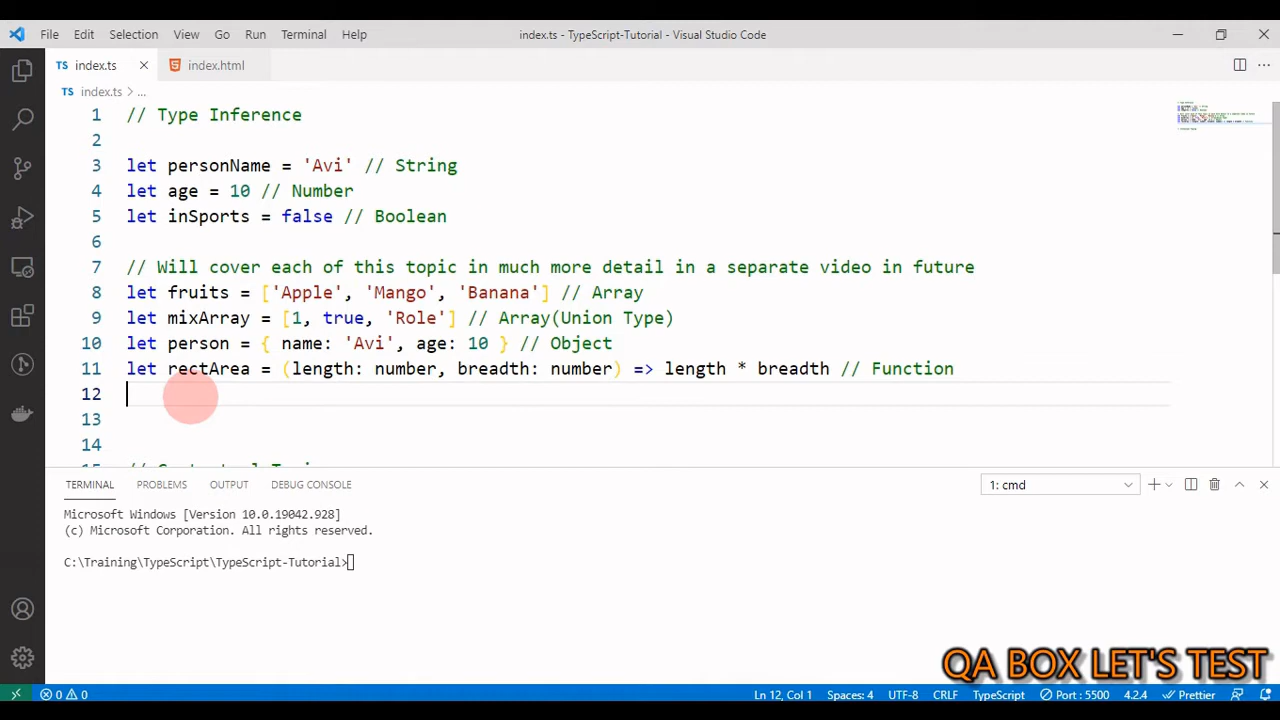 File Edit Selection View Go Run Terminal Help index.ts - TypeScript-Tutorial - Visual Studio Code
TS index.ts index.html
TS index.ts > ...
1 // Type Inference
2
3 let personName = 'Avi' // String
4 let age = 10 // Number
5 let inSports = false // Boolean
6
7 // Will cover each of this topic in much more detail in a separate video in future
8 let fruits = ['Apple', 'Mango', 'Banana'] // Array
9 let mixArray = [1, true, 'Role'] // Array(Union Type)
10 let person = { name: 'Avi', age: 10 } // Object
11 let rectArea = (length: number, breadth: number) => length * breadth // Function
12
13
14
TERMINAL PROBLEMS OUTPUT DEBUG CONSOLE 1: cmd
Microsoft Windows [Version 10.0.19042.928]
(c) Microsoft Corporation. All rights reserved.
C:\Training\TypeScript\TypeScript-Tutorial>
QA BOX LET'S TEST
0 0 Ln 12, Col 1 Spaces: 4 UTF-8 CRLF TypeScript Port : 5500 4.2.4 Prettier